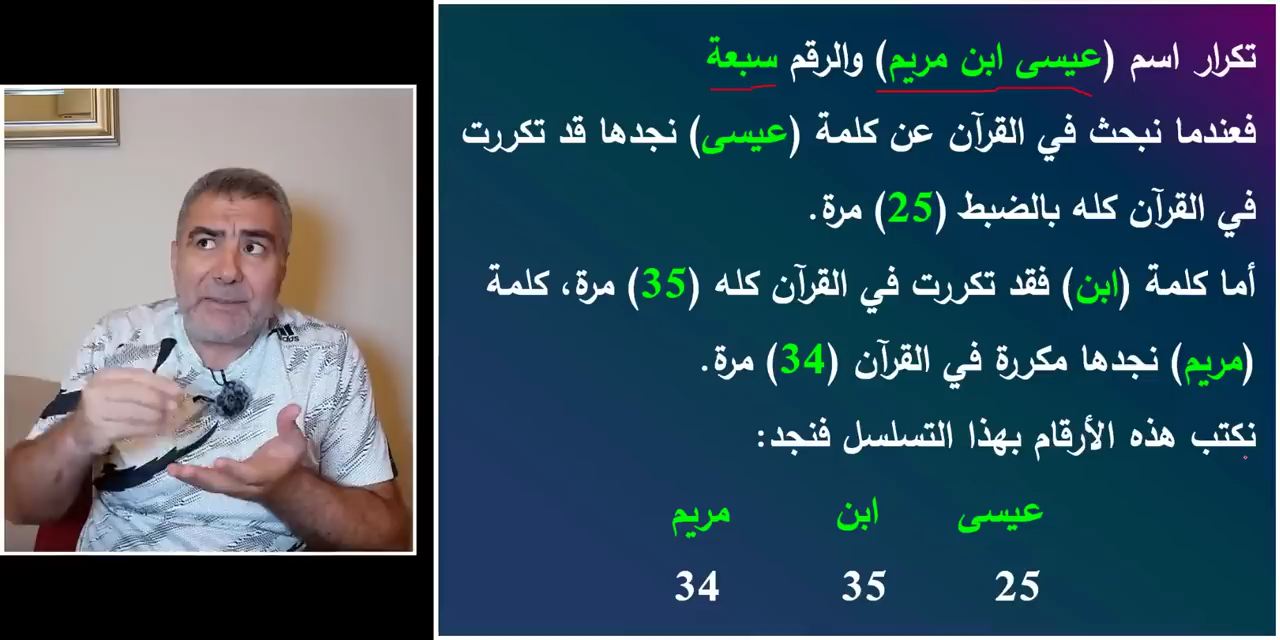 تكرار اسم (عيسى ابن مريم) والرقم سبعة
فعندما نبحث في القرآن عن كلمة (عيسى) نجدها قد تكررت
في القرآن كله بالضبط (25) مرة.
أما كلمة (ابن) فقد تكررت في القرآن كله (35) مرة، كلمة
(مريم) نجدها مكررة في القرآن (34) مرة.
نكتب هذه الأرقام بهذا التسلسل فنجد:
عيسى ابن مريم
25 35 34
adidas